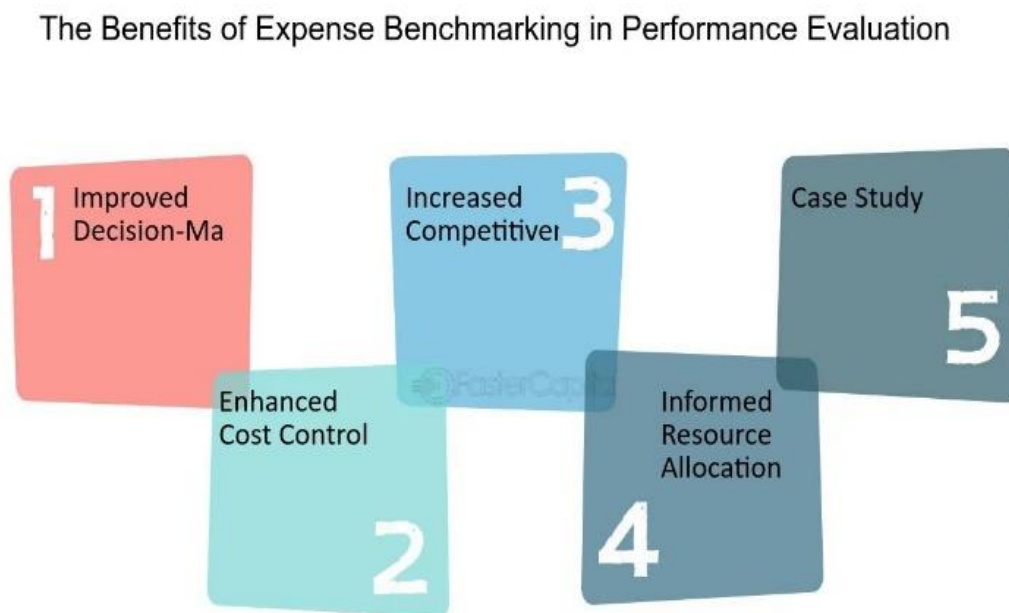 The Benefits of Expense Benchmarking in Performance Evaluation
1
Improved
Decision-Ma
Enhanced
Cost Control
2
Increased
Competitiver
3
Informed
Resource
Allocation
4
Case Study
5
FasterCapital